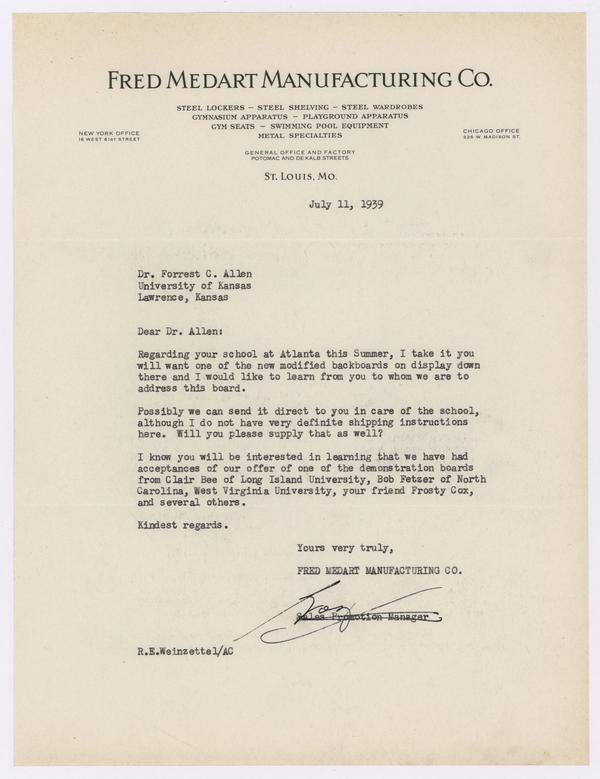 FRED MEDART MANUFACTURING CO.
STEEL LOCKERS – STEEL SHELVING – STEEL WARDROBES
GYMNASIUM APPARATUS – PLAYGROUND APPARATUS
GYM SEATS – SWIMMING POOL EQUIPMENT
METAL SPECIALTIES
NEW YORK OFFICE
16 WEST 61ST STREET
CHICAGO OFFICE
326 W. MADISON ST.
GENERAL OFFICE AND FACTORY
POTOMAC AND DE KALB STREETS
ST. LOUIS, MO.
July 11, 1939
Dr. Forrest C. Allen
University of Kansas
Lawrence, Kansas
Dear Dr. Allen:
Regarding your school at Atlanta this Summer, I take it you
will want one of the new modified backboards on display down
there and I would like to learn from you to whom we are to
address this board.
Possibly we can send it direct to you in care of the school,
although I do not have very definite shipping instructions
here. Will you please supply that as well?
I know you will be interested in learning that we have had
acceptances of our offer of one of the demonstration boards
from Clair Bee of Long Island University, Bob Fetzer of North
Carolina, West Virginia University, your friend Frosty Cox,
and several others.
Kindest regards.
Yours very truly,
FRED MEDART MANUFACTURING CO.
Roy
Sales Promotion Manager
R.E.Weinzettel/AC